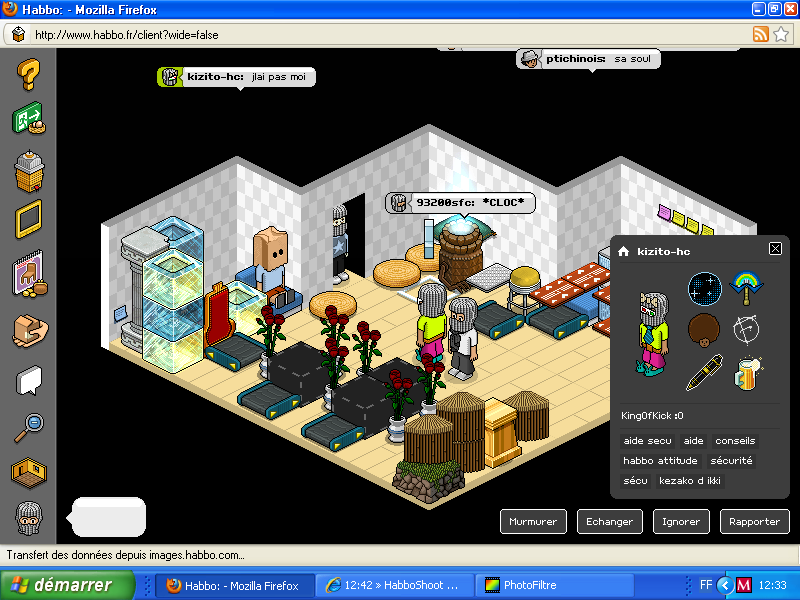 Habbo: - Mozilla Firefox
http://www.habbo.fr/client?wide=false
ptichinois: sa soul
kizito-hc: jlai pas moi
93200sfc: *CLOC*
kizito-hc
KingOfKick :0
aide secu aide conseils
habbo attitude sécurité
sécu kezako d ikki
Murmurer Echanger Ignorer Rapporter
Transfert des données depuis images.habbo.com...
démarrer Habbo: - Mozilla Firefox 12:42 » HabboShoot ... PhotoFiltre FF M 12:33